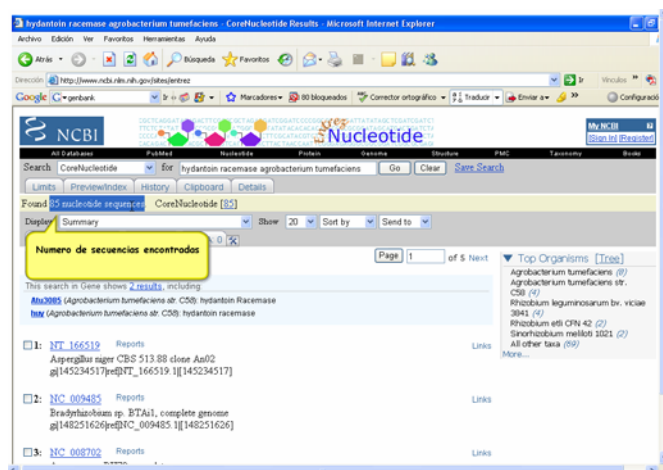 hydantoin racemase agrobacterium tumefaciens - CoreNucleotide Results - Microsoft Internet Explorer
Archivo Edición Ver Favoritos Herramientas Ayuda
Atrás Búsqueda Favoritos
Dirección http://www.ncbi.nlm.nih.gov/sites/entrez Ir Vínculos »
Google genbank Ir Marcadores 80 bloqueados Corrector ortográfico Traducir Enviar a Configuració
NCBI Nucleotide My NCBI
[Sign In] [Register]
All Databases PubMed Nucleotide Protein Genome Structure PMC Taxonomy Books
Search CoreNucleotide for hydantoin racemase agrobacterium tumefaciens Go Clear Save Search
Limits Preview/Index History Clipboard Details
Found 85 nucleotide sequences CoreNucleotide [85]
Display Summary Show 20 Sort by Send to
Numero de secuencias encontradas
Page 1 of 5 Next
This search in Gene shows 2 results, including:
Atu3085 (Agrobacterium tumefaciens str. C58): hydantoin Racemase
(Agrobacterium tumefaciens str. C58): hydantoin racemase
1: NT_166519 Reports Links
Aspergillus niger CBS 513.88 clone An02
gi|145234517|ref|NT_166519.1|[145234517]
2: NC_009485 Reports Links
Bradyrhizobium sp. BTAi1, complete genome
gi|148251626|ref|NC_009485.1|[148251626]
3: NC_008702 Reports Links
Top Organisms [Tree]
Agrobacterium tumefaciens (8)
Agrobacterium tumefaciens str.
C58 (4)
Rhizobium leguminosarum bv. viciae
3841 (4)
Rhizobium etli CFN 42 (2)
Sinorhizobium meliloti 1021 (2)
All other taxa (69)
More...